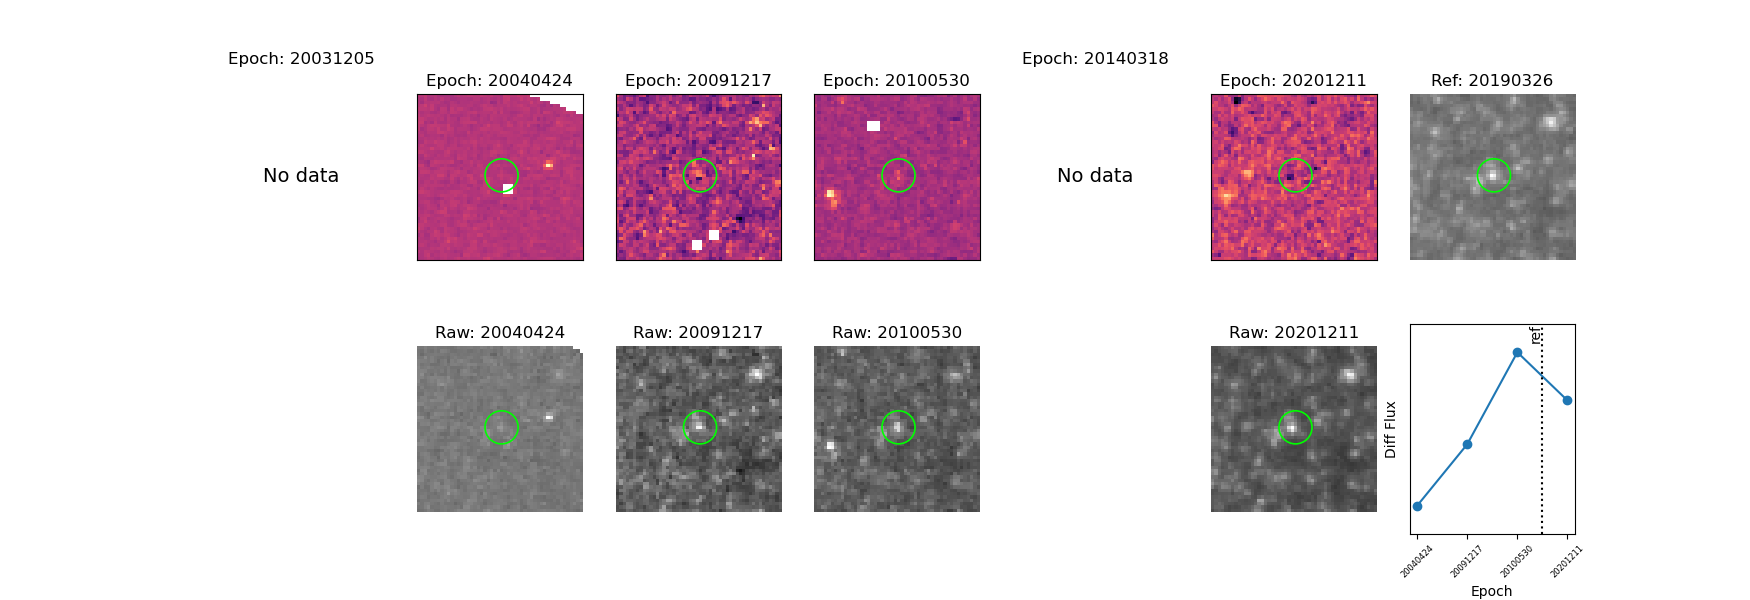 Epoch: 20031205
Epoch: 20040424
Epoch: 20091217
Epoch: 20100530
Epoch: 20140318
Epoch: 20201211
Ref: 20190326
No data
No data
Raw: 20040424
Raw: 20091217
Raw: 20100530
Raw: 20201211
ref
Diff Flux
20040424
20091217
20100530
20201211
Epoch